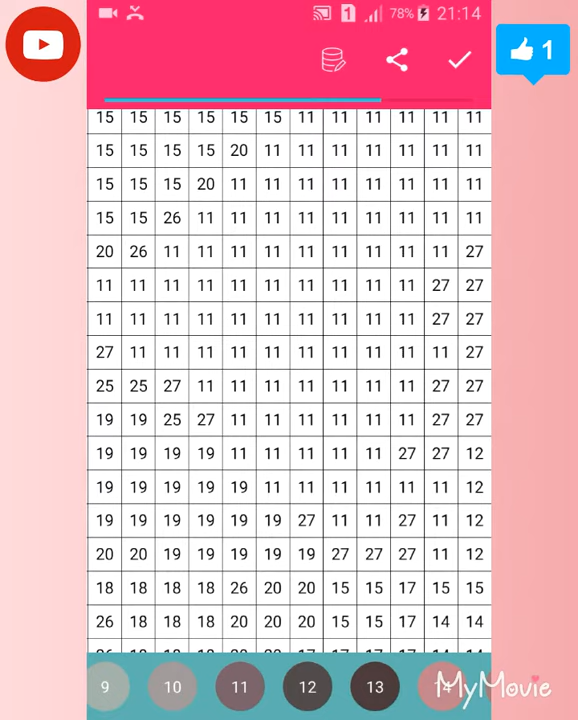 1 78% 21:14
1
15 15 15 15 15 15 11 11 11 11 11 11
15 15 15 15 20 11 11 11 11 11 11 11
15 15 15 20 11 11 11 11 11 11 11 11
15 15 26 11 11 11 11 11 11 11 11 11
20 26 11 11 11 11 11 11 11 11 11 27
11 11 11 11 11 11 11 11 11 11 27 27
11 11 11 11 11 11 11 11 11 11 27 27
27 11 11 11 11 11 11 11 11 11 11 27
25 25 27 11 11 11 11 11 11 11 27 27
19 19 25 27 11 11 11 11 11 11 27 27
19 19 19 19 11 11 11 11 11 27 27 12
19 19 19 19 19 11 11 11 11 11 11 12
19 19 19 19 19 19 27 11 11 27 11 12
20 20 19 19 19 19 19 27 27 27 11 12
18 18 18 18 26 20 20 15 15 17 15 15
26 18 18 18 20 20 20 15 15 17 14 14
9 10 11 12 13 14
MyMovie